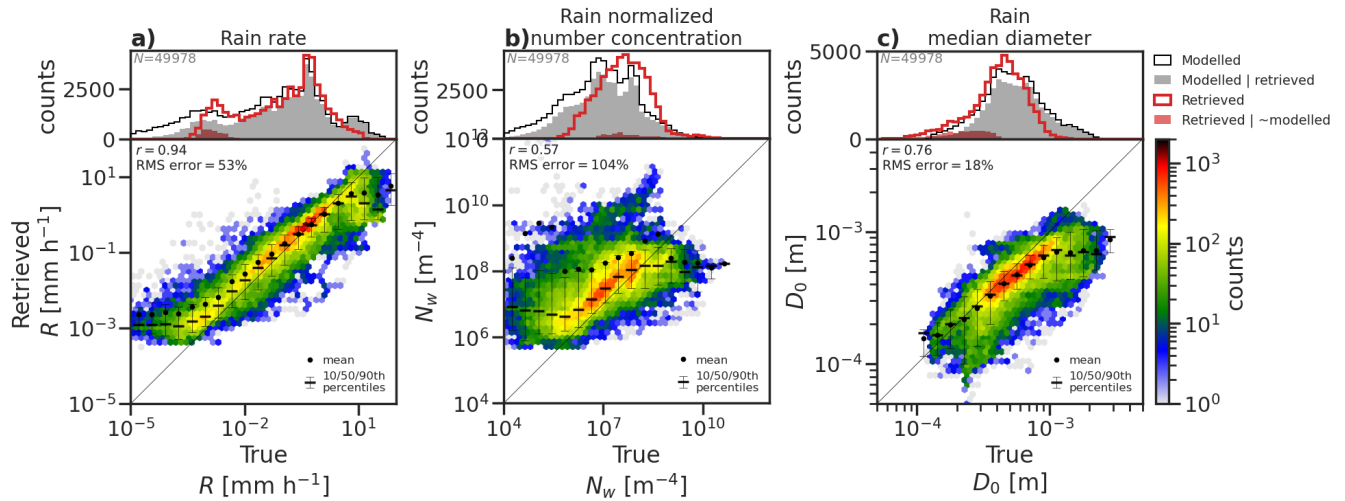 a)
Rain rate
N=49978
counts
2500
0
r = 0.94
RMS error = 53%
Retrieved
R [mm h⁻¹]
10¹
10⁻¹
10⁻³
10⁻⁵
mean
10/50/90th
percentiles
10⁻⁵
10⁻²
10¹
True
R [mm h⁻¹]
Rain normalized
b) number concentration
N=49978
counts
2500
0
r = 0.57
RMS error = 104%
N_w [m⁻⁴]
10¹⁰
10⁸
10⁶
10⁴
mean
10/50/90th
percentiles
10⁴
10⁷
10¹⁰
True
N_w [m⁻⁴]
Rain
c) median diameter
N=49978
counts
5000
0
r = 0.76
RMS error = 18%
D₀ [m]
10⁻³
10⁻⁴
mean
10/50/90th
percentiles
10⁻⁴
10⁻³
True
D₀ [m]
Modelled
Modelled | retrieved
Retrieved
Retrieved | ~modelled
counts
10³
10²
10¹
10⁰